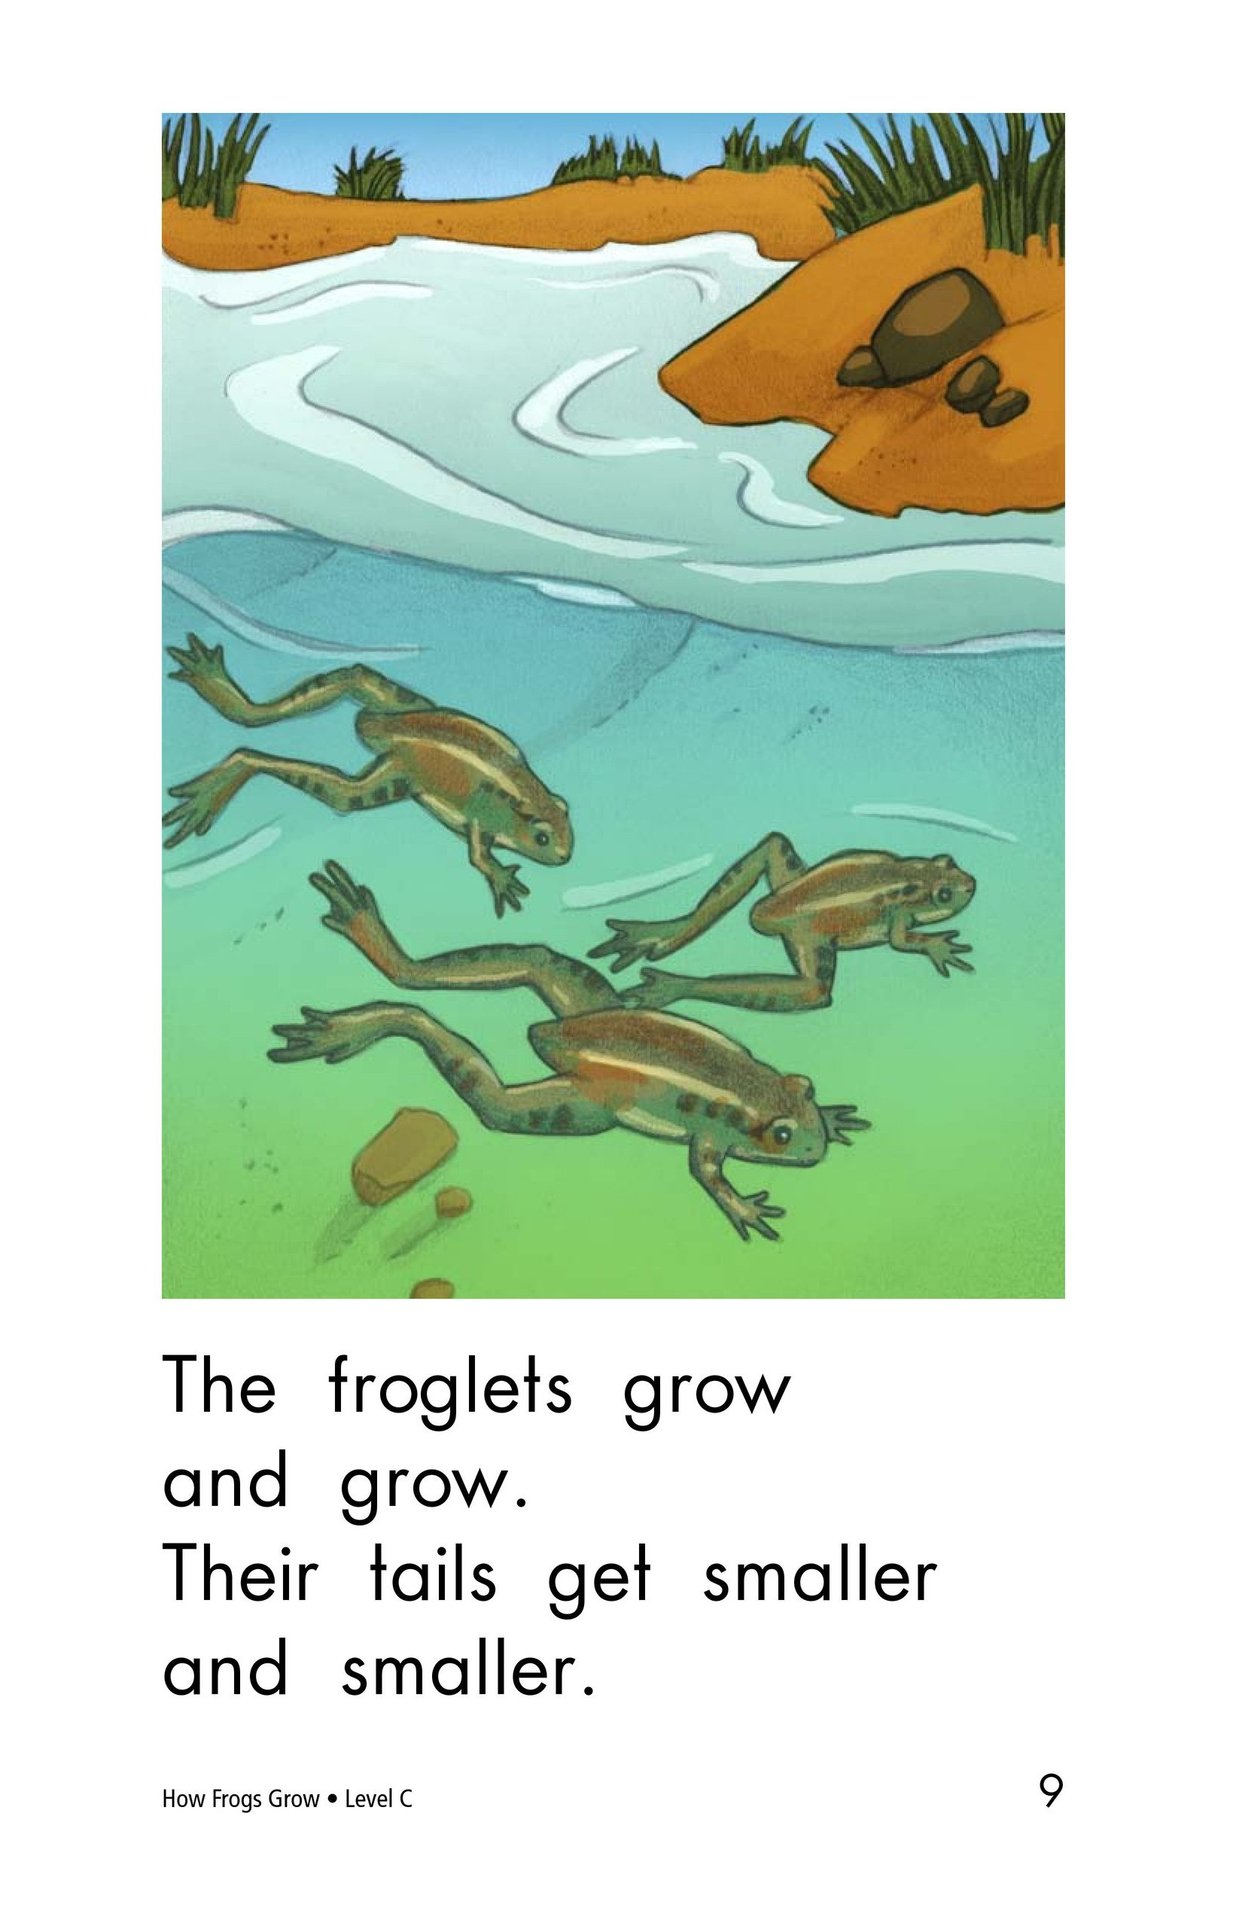 The froglets grow
and grow.
Their tails get smaller
and smaller.
How Frogs Grow • Level C
9